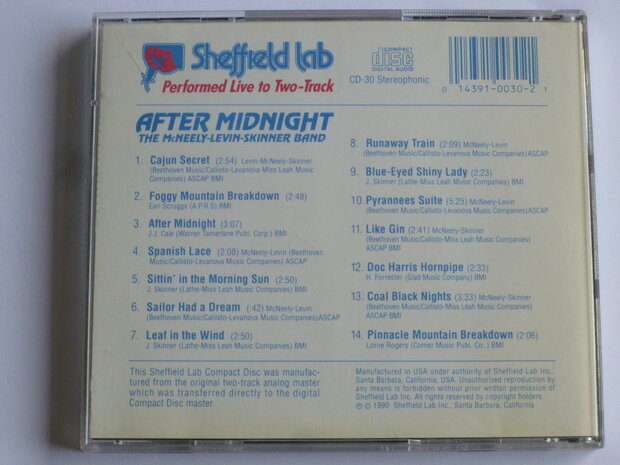 Sheffield Lab
Performed Live to Two-Track
COMPACT
disc
DIGITAL AUDIO
CD-30 Stereophonic
0 14391-0030-2 1
AFTER MIDNIGHT
THE McNEELY-LEVIN-SKINNER BAND
1. Cajun Secret (2:54) Levin-McNeely-Skinner
(Beethoven Music/Callisto-Levanova-Miss Leah Music
Companies) ASCAP BMI
2. Foggy Mountain Breakdown (2:48)
Earl Scruggs (A.P.R.S) BMI
3. After Midnight (3:07)
J.J. Cale (Warner Tamerlane Publ. Corp.) BMI
4. Spanish Lace (2:08) McNeely-Levin (Beethoven
Music/Callisto-Levanova Music Companies) ASCAP
5. Sittin' in the Morning Sun (2:50)
J. Skinner (Lathe-Miss Leah Music Companies) BMI
6. Sailor Had a Dream (:42) McNeely-Levin
(Beethoven Music/Callisto-Levanova Music Companies)ASCAP
7. Leaf in the Wind (2:50)
J. Skinner (Lathe-Miss Leah Music Companies) BMI
8. Runaway Train (2:09) McNeely-Levin
(Beethoven Music/Callisto-Levanova Music Companies)ASCAP
9. Blue-Eyed Shiny Lady (2:23)
J. Skinner (Lathe-Miss Leah Music Companies) BMI
10. Pyrannees Suite (5:25) McNeely-Levin
(Beethoven Music/Callisto-Levanova Music Companies) ASCAP
11. Like Gin (2:41) McNeely-Skinner
(Beethoven Music/Callisto-Miss Leah Music Companies)
ASCAP BMI
12. Doc Harris Hornpipe (2:33)
H. Forrester (Glad Music Company) BMI
13. Coal Black Nights (3:33) McNeely-Skinner
(Beethoven Music/Callisto-Miss Leah Music Companies)
ASCAP BMI
14. Pinnacle Mountain Breakdown (2:06)
Lorne Rogers (Comer Music Publ. Co.) BMI
This Sheffield Lab Compact Disc was manufac-
tured from the original two-track analog master
which was transferred directly to the digital
Compact Disc master.
Manufactured in USA under authority of Sheffield Lab Inc.,
Santa Barbara, California, USA. Unauthorized reproduction by
any means is forbidden without prior written permission of
Sheffield Lab Inc. All rights reserved by copyright holders.
℗ © 1990 Sheffield Lab Inc., Santa Barbara, California